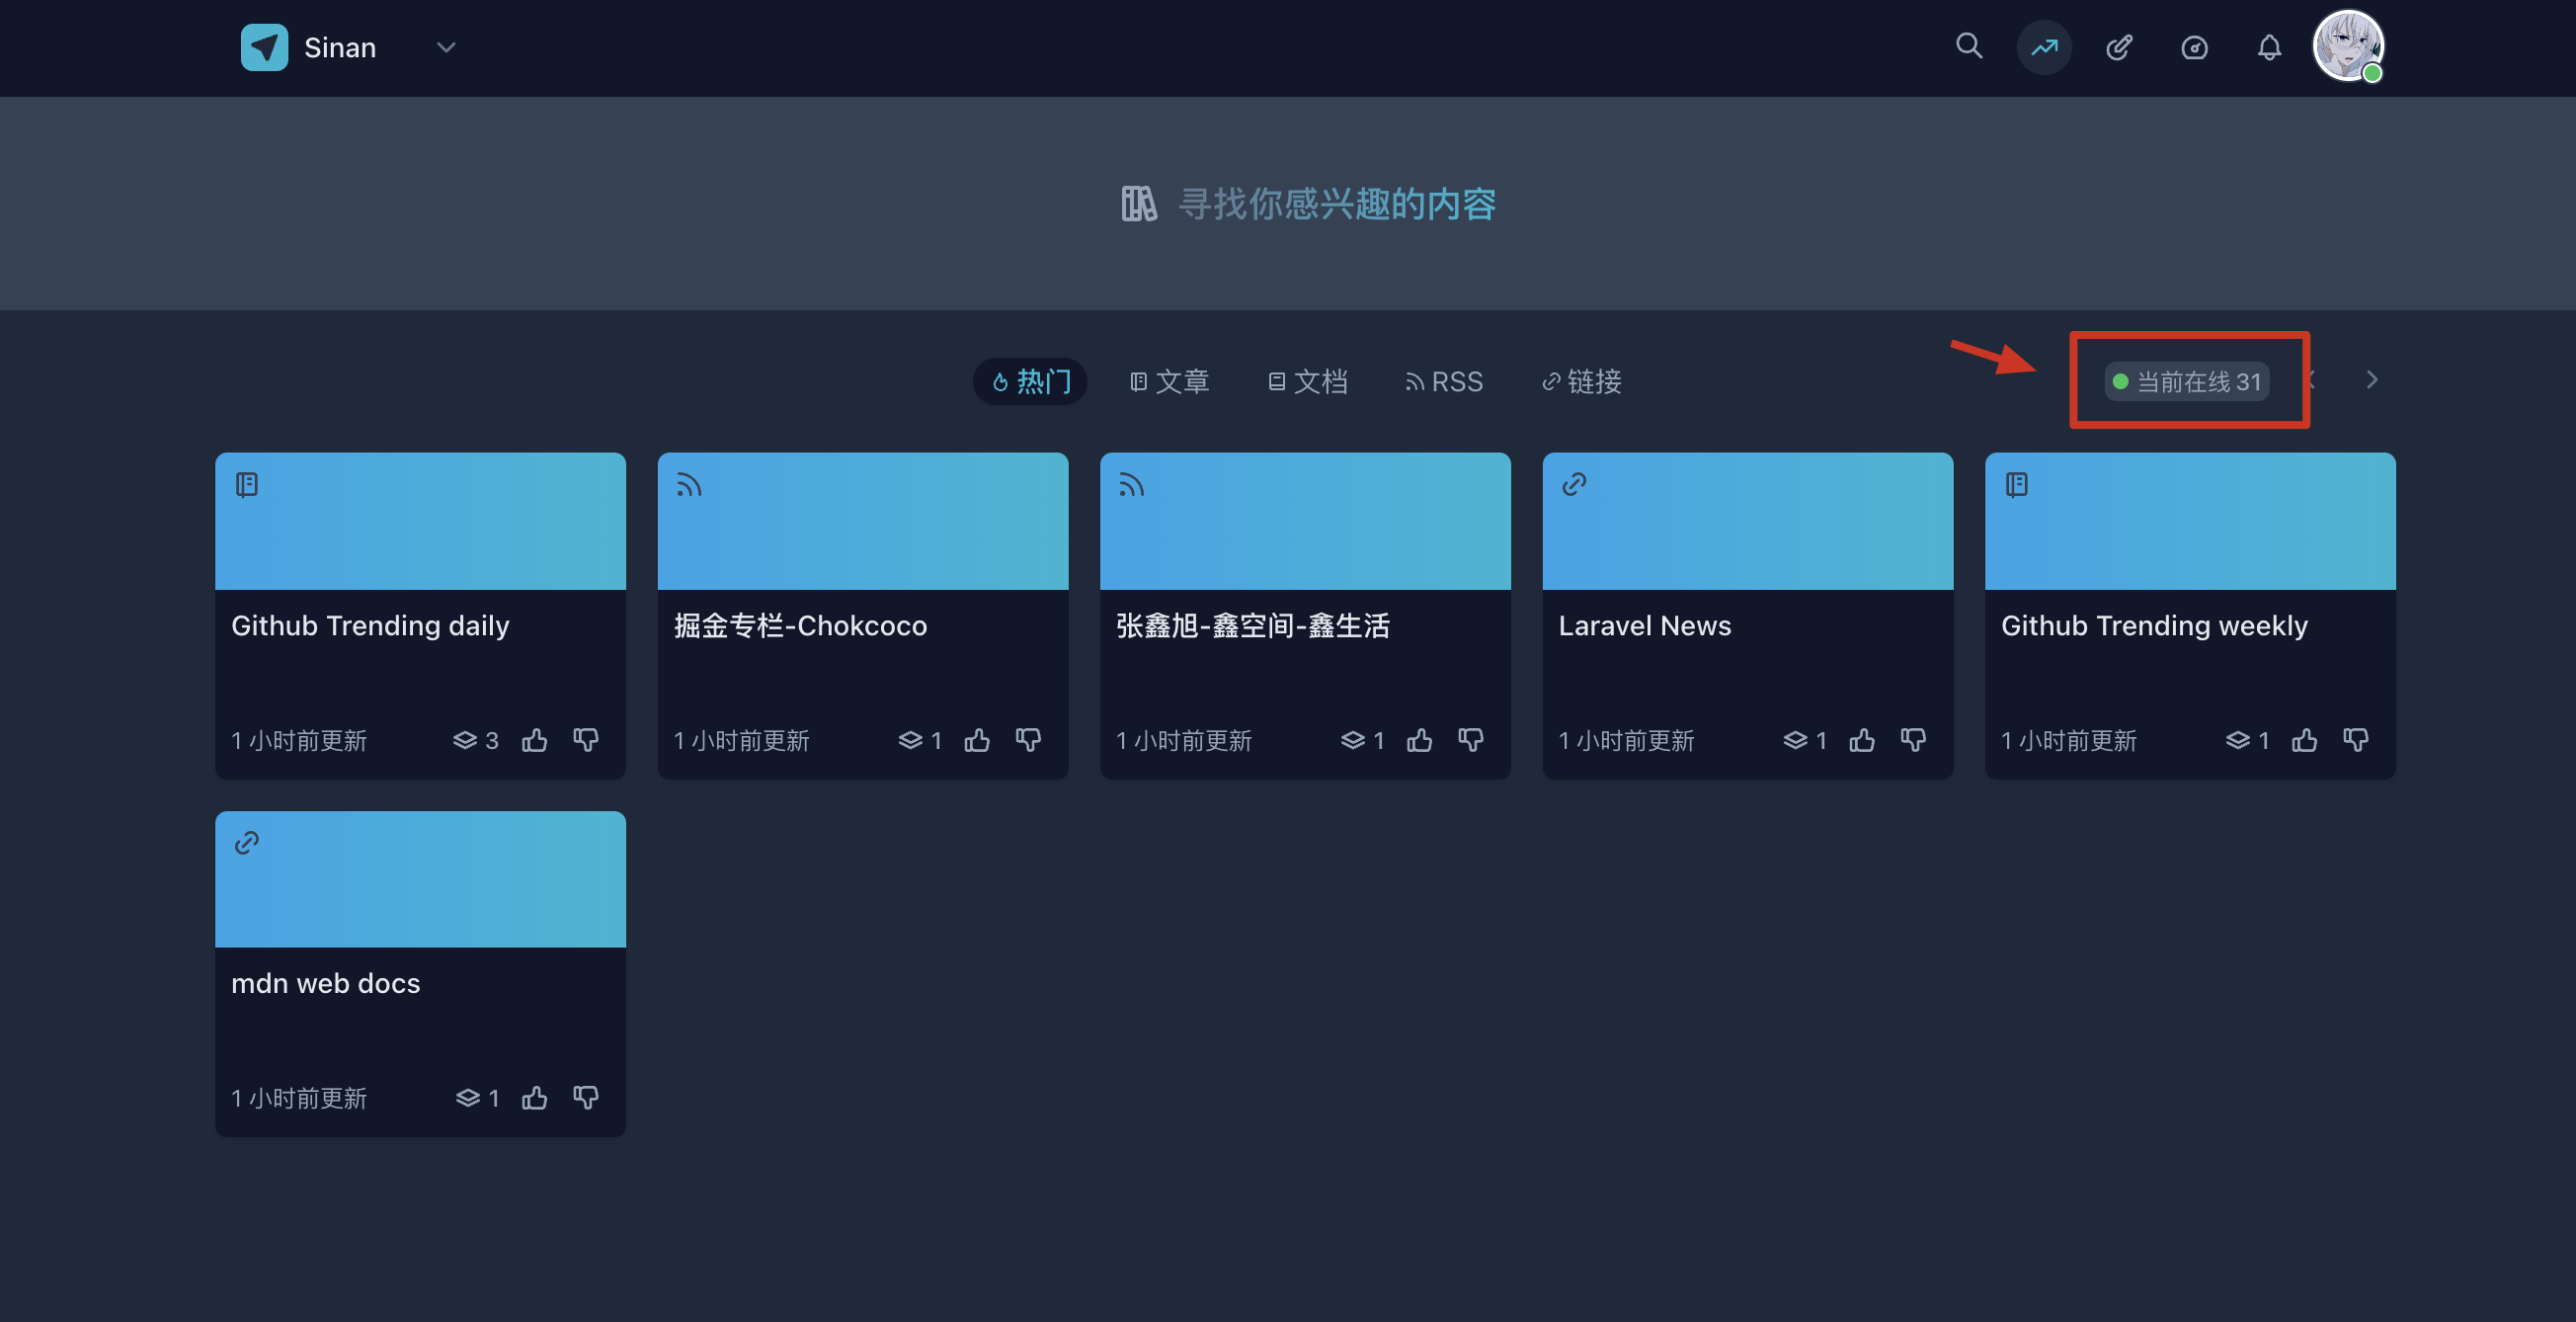 Sinan
寻找你感兴趣的内容
热门 文章 文档 RSS 链接 当前在线 31
Github Trending daily
1 小时前更新 3
掘金专栏-Chokcoco
1 小时前更新 1
张鑫旭-鑫空间-鑫生活
1 小时前更新 1
Laravel News
1 小时前更新 1
Github Trending weekly
1 小时前更新 1
mdn web docs
1 小时前更新 1